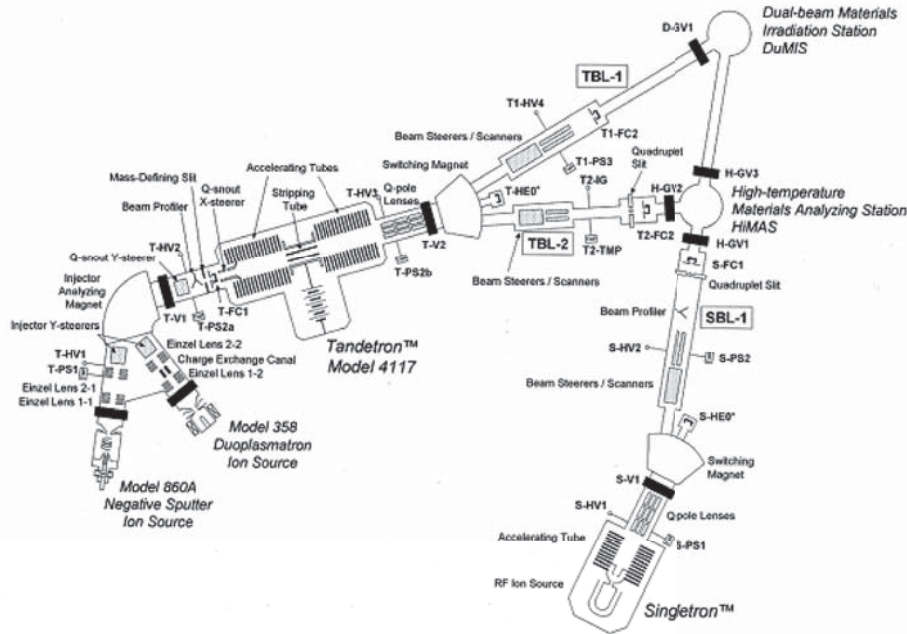 Dual-beam Materials
Irradiation Station
DuMIS
D-GV1
TBL-1
T1-HV4
T1-FC2
Beam Steerers / Scanners
T1-PS3
Switching Magnet
Quadruplet
Slit
Accelerating Tubes
Mass-Defining Slit
Q-snout
X-steerer
Stripping
Tube
T-HV3
Q-pole
Lenses
T-HE0°
T2-IG
H-GV2
H-GV3
High-temperature
Materials Analyzing Station
HiMAS
Beam Profiler
T-HV2
Q-snout Y-steerer
T-V2
TBL-2
T2-FC2
T2-TMP
H-GV1
S-FC1
Quadruplet Slit
T-PS2b
Beam Steerers / Scanners
Injector
Analyzing
Magnet
T-V1
T-FC1
T-PS2a
Injector Y-steerers
Beam Profiler
SBL-1
Tandetron™
Model 4117
Einzel Lens 2-2
Charge Exchange Canal
Einzel Lens 1-2
T-HV1
T-PS1
Einzel Lens 2-1
Einzel Lens 1-1
S-HV2
S-PS2
Beam Steerers / Scanners
S-HE0°
Model 358
Duoplasmatron
Ion Source
Model 860A
Negative Sputter
Ion Source
Switching
Magnet
S-V1
S-HV1
Q-pole Lenses
Accelerating Tube
S-PS1
RF Ion Source
Singletron™